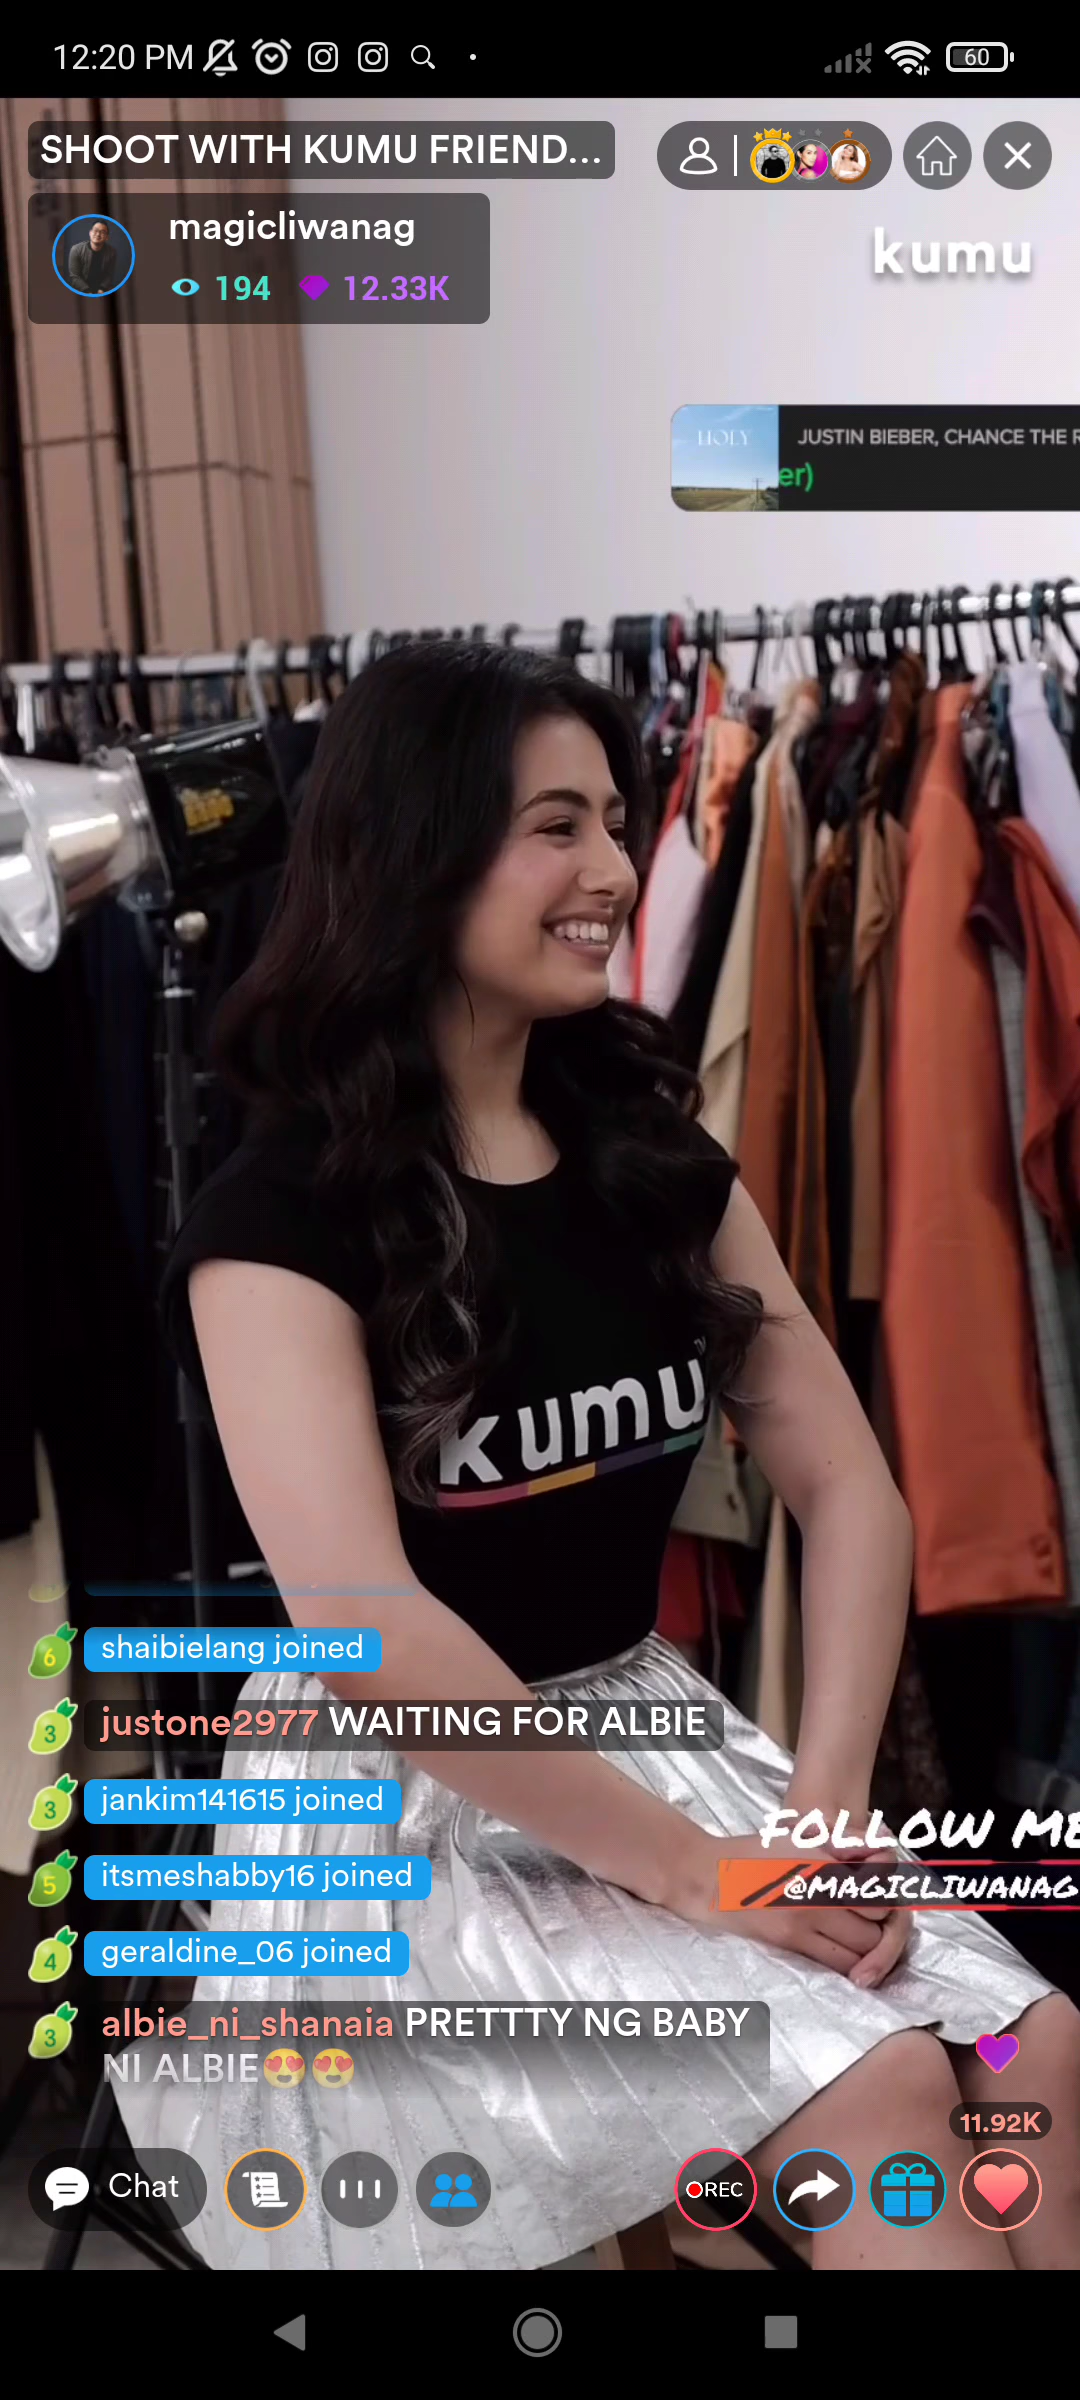 12:20 PM
60
SHOOT WITH KUMU FRIEND...
magicliwanag
194 12.33K
kumu
HOLY
JUSTIN BIEBER, CHANCE THE R
er)
kumu
shaibielang joined
6
justone2977 WAITING FOR ALBIE
3
jankim141615 joined
3
itsmeshabby16 joined
5
FOLLOW ME
@MAGICLIWANAG
geraldine_06 joined
4
albie_ni_shanaia PRETTTY NG BABY
3
NI ALBIE😍😍
11.92K
Chat
REC